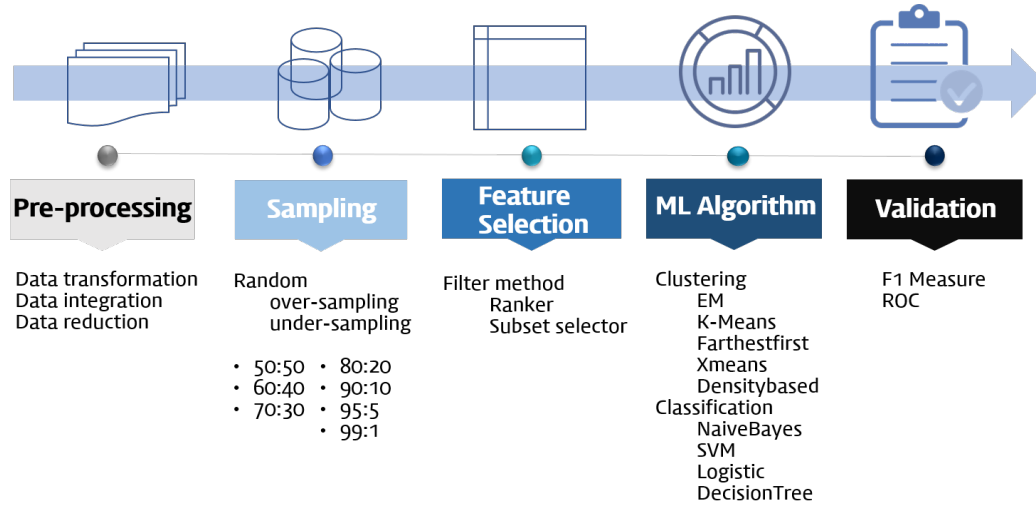 Pre-processing
Data transformation
Data integration
Data reduction
Sampling
Random
over-sampling
under-sampling
• 50:50
• 60:40
• 70:30
• 80:20
• 90:10
• 95:5
• 99:1
Feature
Selection
Filter method
Ranker
Subset selector
ML Algorithm
Clustering
EM
K-Means
Farthestfirst
Xmeans
Densitybased
Classification
NaiveBayes
SVM
Logistic
DecisionTree
Validation
F1 Measure
ROC